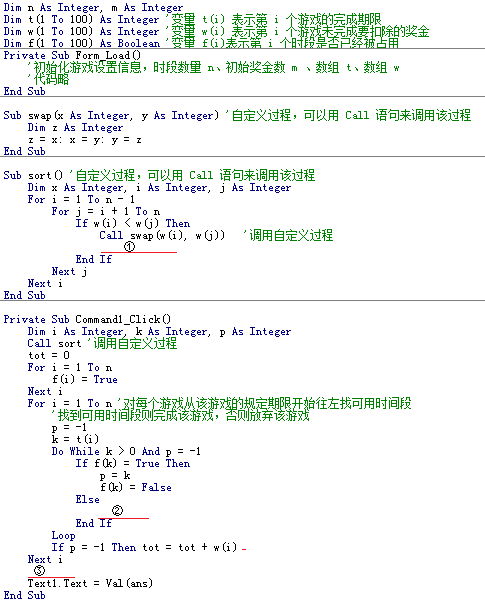 Dim n As Integer, m As Integer
Dim t(1 To 100) As Integer '变量 t(i) 表示第 i 个游戏的完成期限
Dim w(1 To 100) As Integer '变量 w(i) 表示第 i 个游戏未完成要扣除的奖金
Dim f(1 To 100) As Boolean '变量 f(i)表示第 i 个时段是否已经被占用
Private Sub Form_Load()
'初始化游戏设置信息，时段数量 n、初始奖金数 m 、数组 t、数组 w
'代码略
End Sub
Sub swap(x As Integer, y As Integer) '自定义过程，可以用 Call 语句来调用该过程
Dim z As Integer
z = x: x = y: y = z
End Sub
Sub sort() '自定义过程，可以用 Call 语句来调用该过程
Dim x As Integer, i As Integer, j As Integer
For i = 1 To n - 1
For j = i + 1 To n
If w(i) < w(j) Then
Call swap(w(i), w(j)) '调用自定义过程
①
End If
Next j
Next i
End Sub
Private Sub Command1_Click()
Dim i As Integer, k As Integer, p As Integer
Call sort '调用自定义过程
tot = 0
For i = 1 To n
f(i) = True
Next i
For i = 1 To n '对每个游戏从该游戏的规定期限开始往左找可用时间段
'找到可用时间段则完成该游戏，否则放弃该游戏
p = -1
k = t(i)
Do While k > 0 And p = -1
If f(k) = True Then
p = k
f(k) = False
Else
②
End If
Loop
If p = -1 Then tot = tot + w(i)
Next i
③
Text1.Text = Val(ans)
End Sub